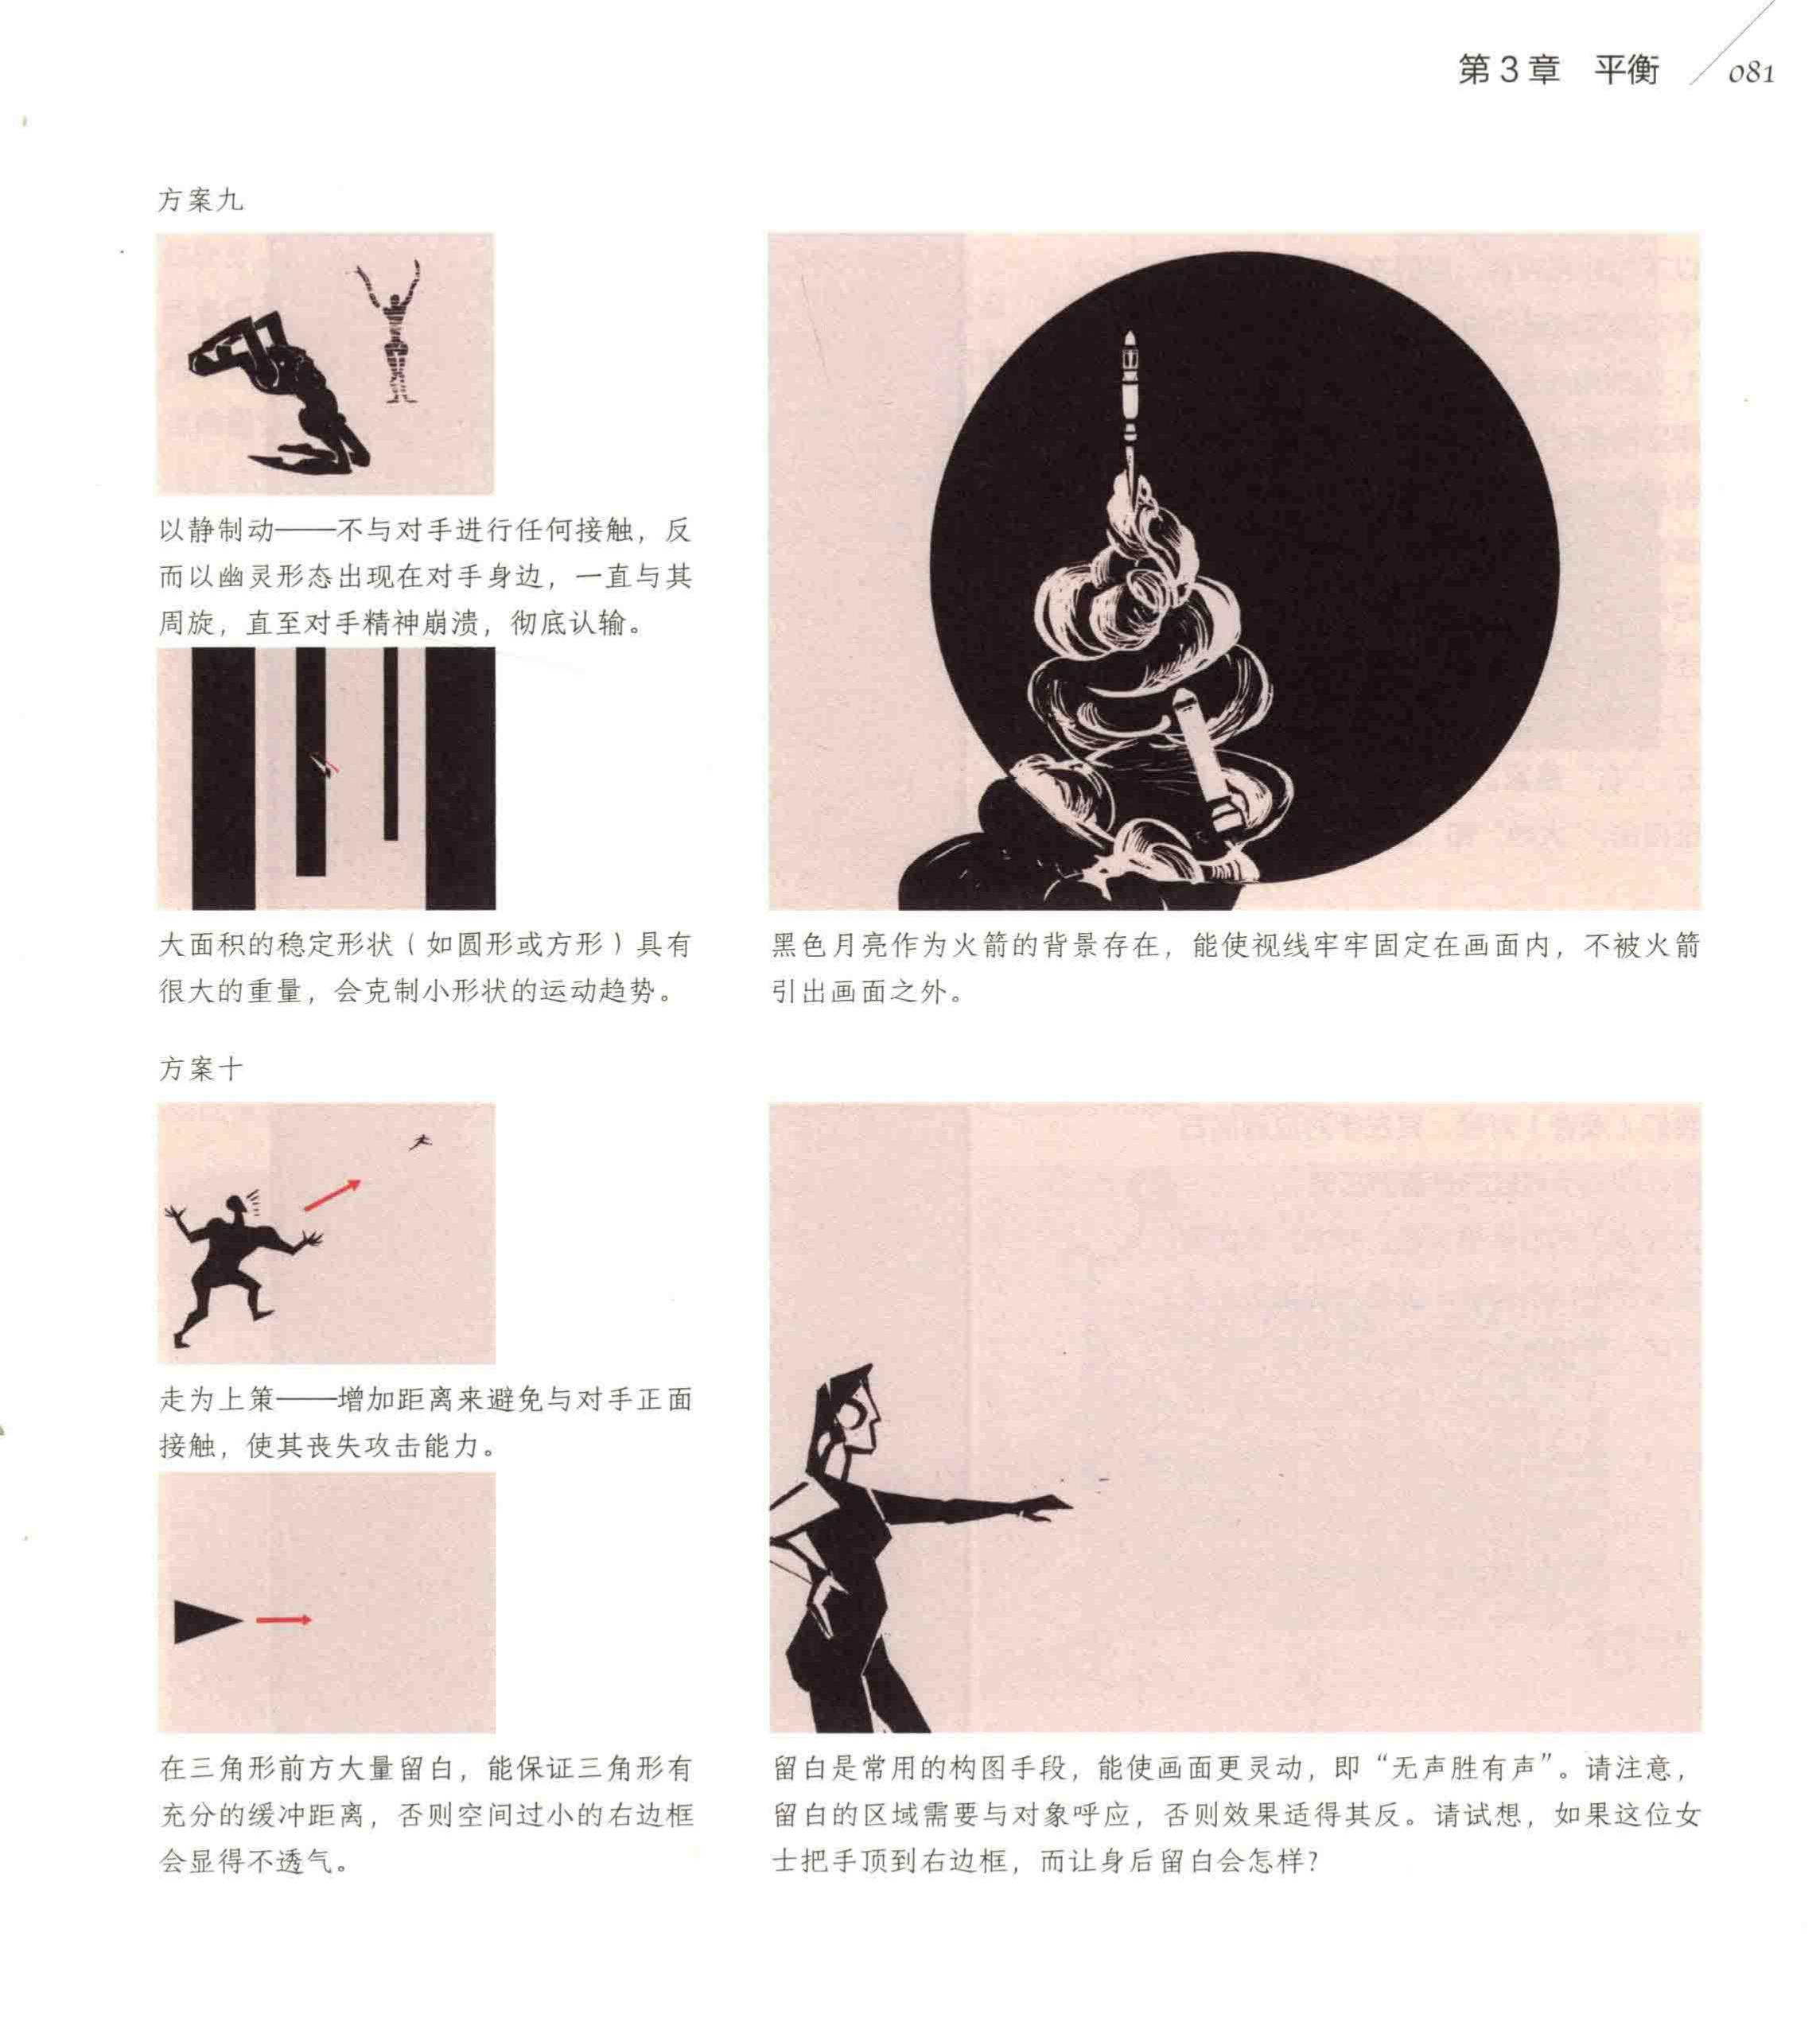 第3章 平衡 081
方案九
以静制动——不与对手进行任何接触，反
而以幽灵形态出现在对手身边，一直与其
周旋，直至对手精神崩溃，彻底认输。
大面积的稳定形状（如圆形或方形）具有
很大的重量，会克制小形状的运动趋势。
黑色月亮作为火箭的背景存在，能使视线牢牢固定在画面内，不被火箭
引出画面之外。
方案十
走为上策——增加距离来避免与对手正面
接触，使其丧失攻击能力。
在三角形前方大量留白，能保证三角形有
充分的缓冲距离，否则空间过小的右边框
会显得不透气。
留白是常用的构图手段，能使画面更灵动，即“无声胜有声”。请注意，
留白的区域需要与对象呼应，否则效果适得其反。请试想，如果这位女
士把手顶到右边框，而让身后留白会怎样？